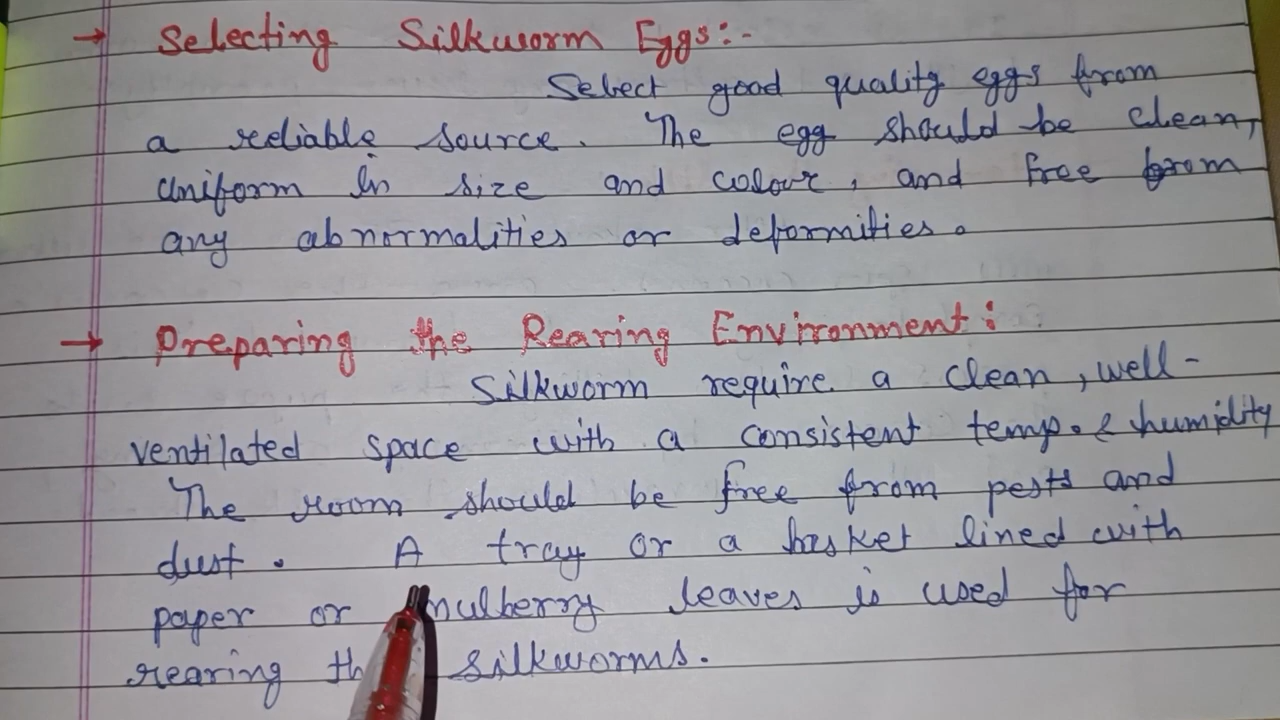 → Selecting Silkworm Eggs:-
Select good quality eggs from
a reliable source. The egg should be clean,
uniform in size and colour, and free from
any abnormalities or deformities.
→ Preparing the Rearing Environment:
Silkworm require a clean, well-
ventilated space with a consistent temp. & humidity
The room should be free from pests and
dust. A tray or a basket lined with
paper or mulberry leaves is used for
rearing silkworms.